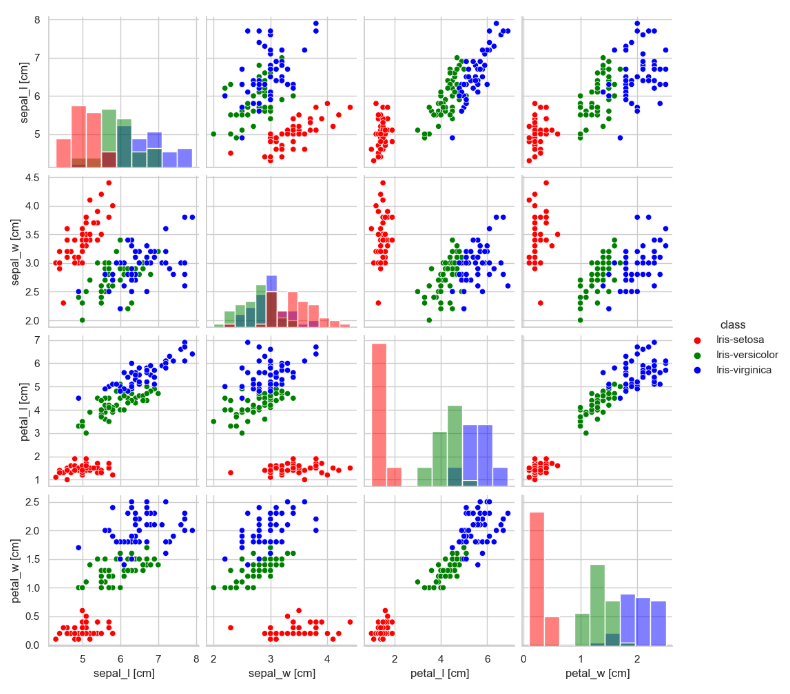 8
7
6
5
sepal_l [cm]
4.5
4.0
3.5
3.0
2.5
2.0
sepal_w [cm]
class
Iris-setosa
Iris-versicolor
Iris-virginica
7
6
5
4
3
2
1
petal_l [cm]
2.5
2.0
1.5
1.0
0.5
0.0
petal_w [cm]
5 6 7 8 2 3 4 2 4 6 0 1 2
sepal_l [cm] sepal_w [cm] petal_l [cm] petal_w [cm]